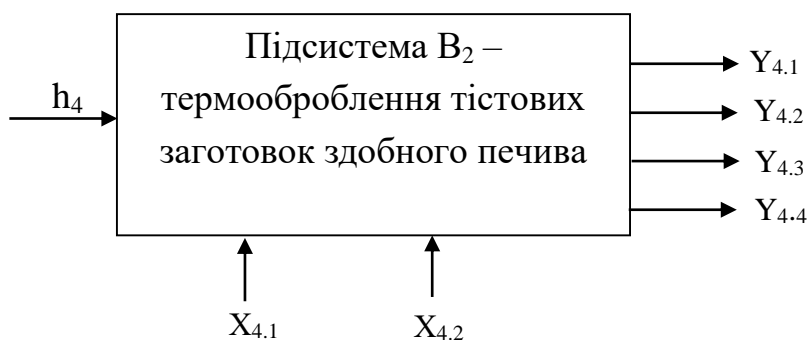 Підсистема В₂ –
термооброблення тістових
заготовок здобного печива
h₄
Y₄.₁
Y₄.₂
Y₄.₃
Y₄.₄
X₄.₁
X₄.₂